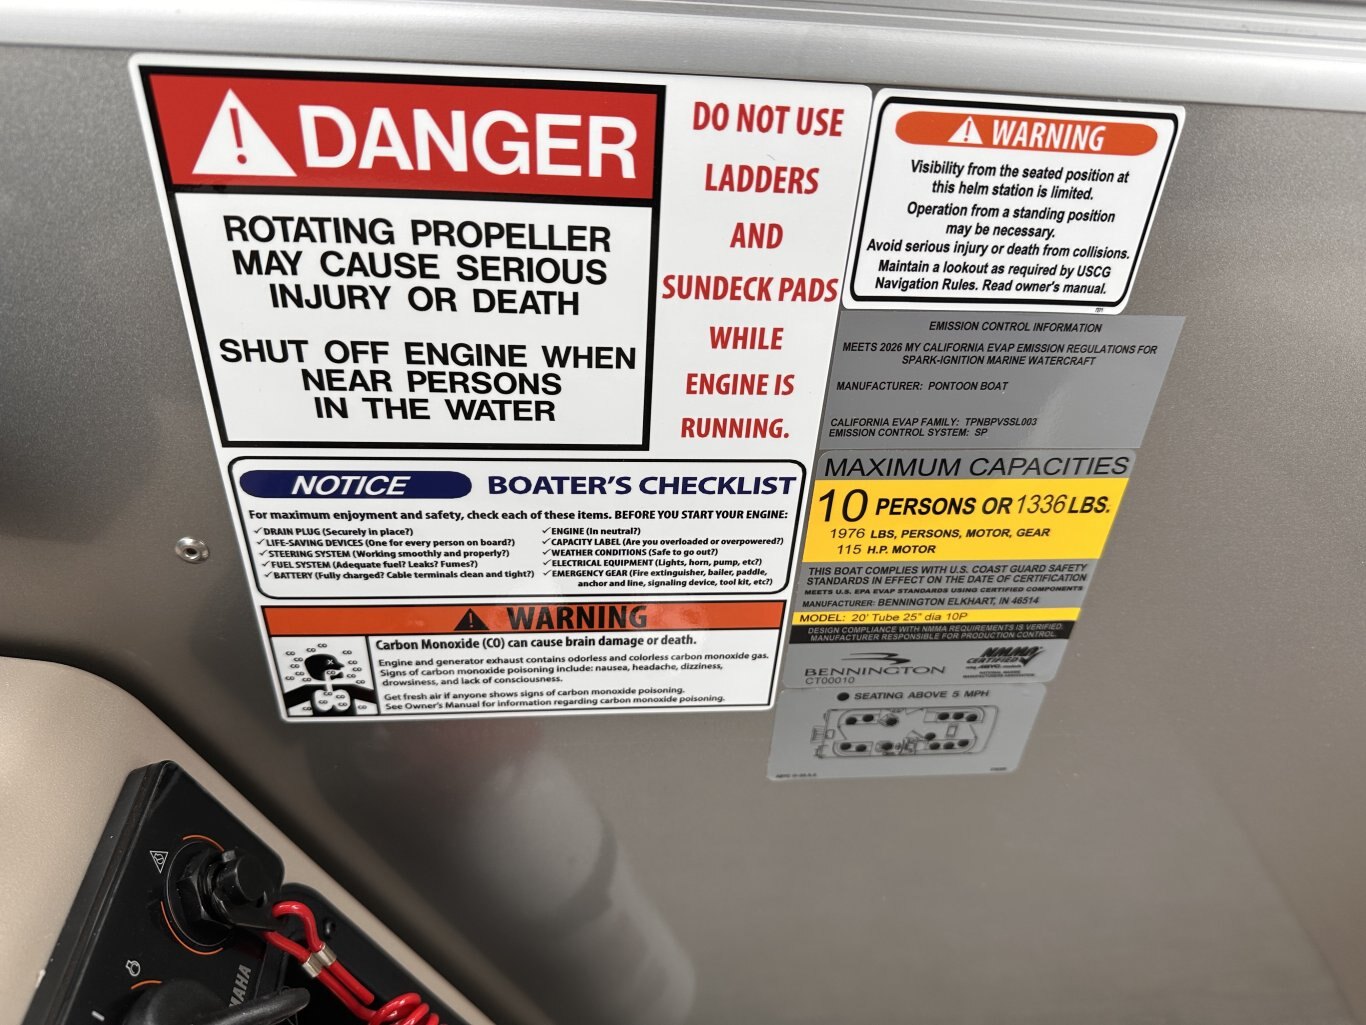 DANGER
ROTATING PROPELLER
MAY CAUSE SERIOUS
INJURY OR DEATH
SHUT OFF ENGINE WHEN
NEAR PERSONS
IN THE WATER
DO NOT USE
LADDERS
AND
SUNDECK PADS
WHILE
ENGINE IS
RUNNING.
NOTICE BOATER'S CHECKLIST
For maximum enjoyment and safety, check each of these items. BEFORE YOU START YOUR ENGINE:
✓DRAIN PLUG (Securely in place?)
✓LIFE-SAVING DEVICES (One for every person on board?)
✓STEERING SYSTEM (Working smoothly and properly?)
✓FUEL SYSTEM (Adequate fuel? Leaks? Fumes?)
✓BATTERY (Fully charged? Cable terminals clean and tight?)
✓ENGINE (In neutral?)
✓CAPACITY LABEL (Are you overloaded or overpowered?)
✓WEATHER CONDITIONS (Safe to go out?)
✓ELECTRICAL EQUIPMENT (Lights, horn, pump, etc?)
✓EMERGENCY GEAR (Fire extinguisher, bailer, paddle,
anchor and line, signaling device, tool kit, etc?)
WARNING
Carbon Monoxide (CO) can cause brain damage or death.
Engine and generator exhaust contains odorless and colorless carbon monoxide gas.
Signs of carbon monoxide poisoning include: nausea, headache, dizziness,
drowsiness, and lack of consciousness.
Get fresh air if anyone shows signs of carbon monoxide poisoning.
See Owner's Manual for information regarding carbon monoxide poisoning.
WARNING
Visibility from the seated position at
this helm station is limited.
Operation from a standing position
may be necessary.
Avoid serious injury or death from collisions.
Maintain a lookout as required by USCG
Navigation Rules. Read owner's manual.
EMISSION CONTROL INFORMATION
MEETS 2026 MY CALIFORNIA EVAP EMISSION REGULATIONS FOR
SPARK-IGNITION MARINE WATERCRAFT
MANUFACTURER: PONTOON BOAT
CALIFORNIA EVAP FAMILY: TPNBPVSSL003
EMISSION CONTROL SYSTEM: SP
MAXIMUM CAPACITIES
10 PERSONS OR 1336 LBS.
1976 LBS, PERSONS, MOTOR, GEAR
115 H.P. MOTOR
THIS BOAT COMPLIES WITH U.S. COAST GUARD SAFETY
STANDARDS IN EFFECT ON THE DATE OF CERTIFICATION
MEETS U.S. EPA EVAP STANDARDS USING CERTIFIED COMPONENTS
MANUFACTURER: BENNINGTON ELKHART, IN 46514
MODEL: 20' Tube 25" dia 10P
DESIGN COMPLIANCE WITH NMMA REQUIREMENTS IS VERIFIED.
MANUFACTURER RESPONSIBLE FOR PRODUCTION CONTROL.
BENNINGTON
CT00010
NMMA
CERTIFIED
SEATING ABOVE 5 MPH